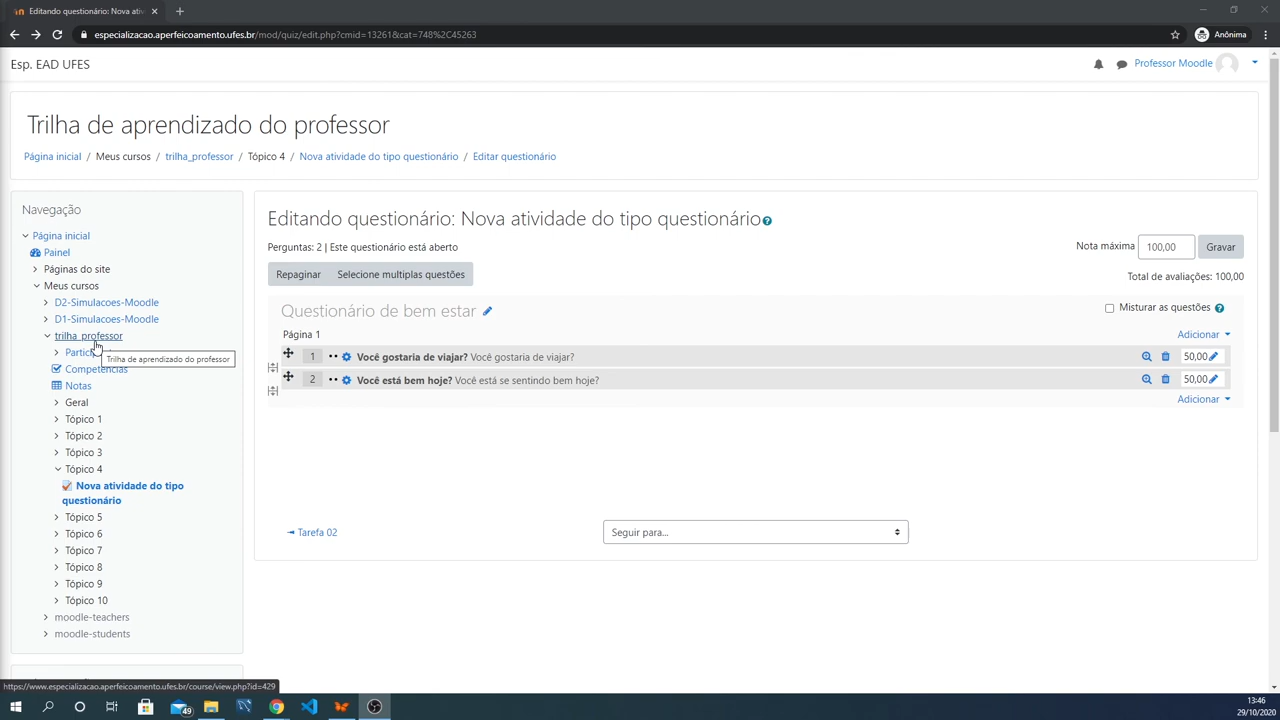 Editando questionário: Nova ativ
especializacao.aperfeicoamento.ufes.br/mod/quiz/edit.php?cmid=13261&cat=748%2C45263
Anônima
Esp. EAD UFES
Professor Moodle
Trilha de aprendizado do professor
Página inicial / Meus cursos / trilha_professor / Tópico 4 / Nova atividade do tipo questionário / Editar questionário
Navegação
Página inicial
Painel
Páginas do site
Meus cursos
D2-Simulacoes-Moodle
D1-Simulacoes-Moodle
trilha_professor
Trilha de aprendizado do professor
Competências
Notas
Geral
Tópico 1
Tópico 2
Tópico 3
Tópico 4
Nova atividade do tipo
questionário
Tópico 5
Tópico 6
Tópico 7
Tópico 8
Tópico 9
Tópico 10
moodle-teachers
moodle-students
Editando questionário: Nova atividade do tipo questionário
Perguntas: 2 | Este questionário está aberto
Nota máxima 100,00 Gravar
Repaginar Selecione multiplas questões
Total de avaliações: 100,00
Questionário de bem estar
Misturar as questões
Página 1
Adicionar
1 Você gostaria de viajar? Você gostaria de viajar? 50,00
2 Você está bem hoje? Você está se sentindo bem hoje? 50,00
Adicionar
Tarefa 02
Seguir para...
https://www.especializacao.aperfeicoamento.ufes.br/course/view.php?id=429
49
13:46
29/10/2020